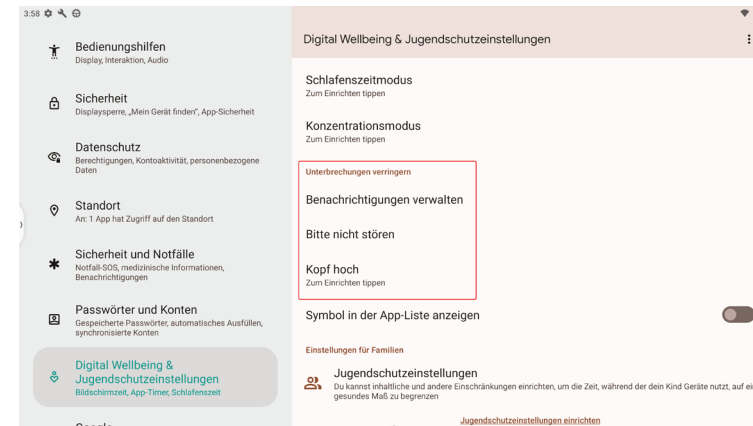 3:58
Bedienungshilfen
Display, Interaktion, Audio
Sicherheit
Displaysperre, „Mein Gerät finden“, App-Sicherheit
Datenschutz
Berechtigungen, Kontoaktivität, personenbezogene
Daten
Standort
An: 1 App hat Zugriff auf den Standort
Sicherheit und Notfälle
Notfall-SOS, medizinische Informationen,
Benachrichtigungen
Passwörter und Konten
Gespeicherte Passwörter, automatisches Ausfüllen,
synchronisierte Konten
Digital Wellbeing &
Jugendschutzeinstellungen
Bildschirmzeit, App-Timer, Schlafenszeit
Digital Wellbeing & Jugendschutzeinstellungen
Schlafenszeitmodus
Zum Einrichten tippen
Konzentrationsmodus
Zum Einrichten tippen
Unterbrechungen verringern
Benachrichtigungen verwalten
Bitte nicht stören
Kopf hoch
Zum Einrichten tippen
Symbol in der App-Liste anzeigen
Einstellungen für Familien
Jugendschutzeinstellungen
Du kannst inhaltliche und andere Einschränkungen einrichten, um die Zeit, während der dein Kind Geräte nutzt, auf ein
gesundes Maß zu begrenzen
Jugendschutzeinstellungen einrichten